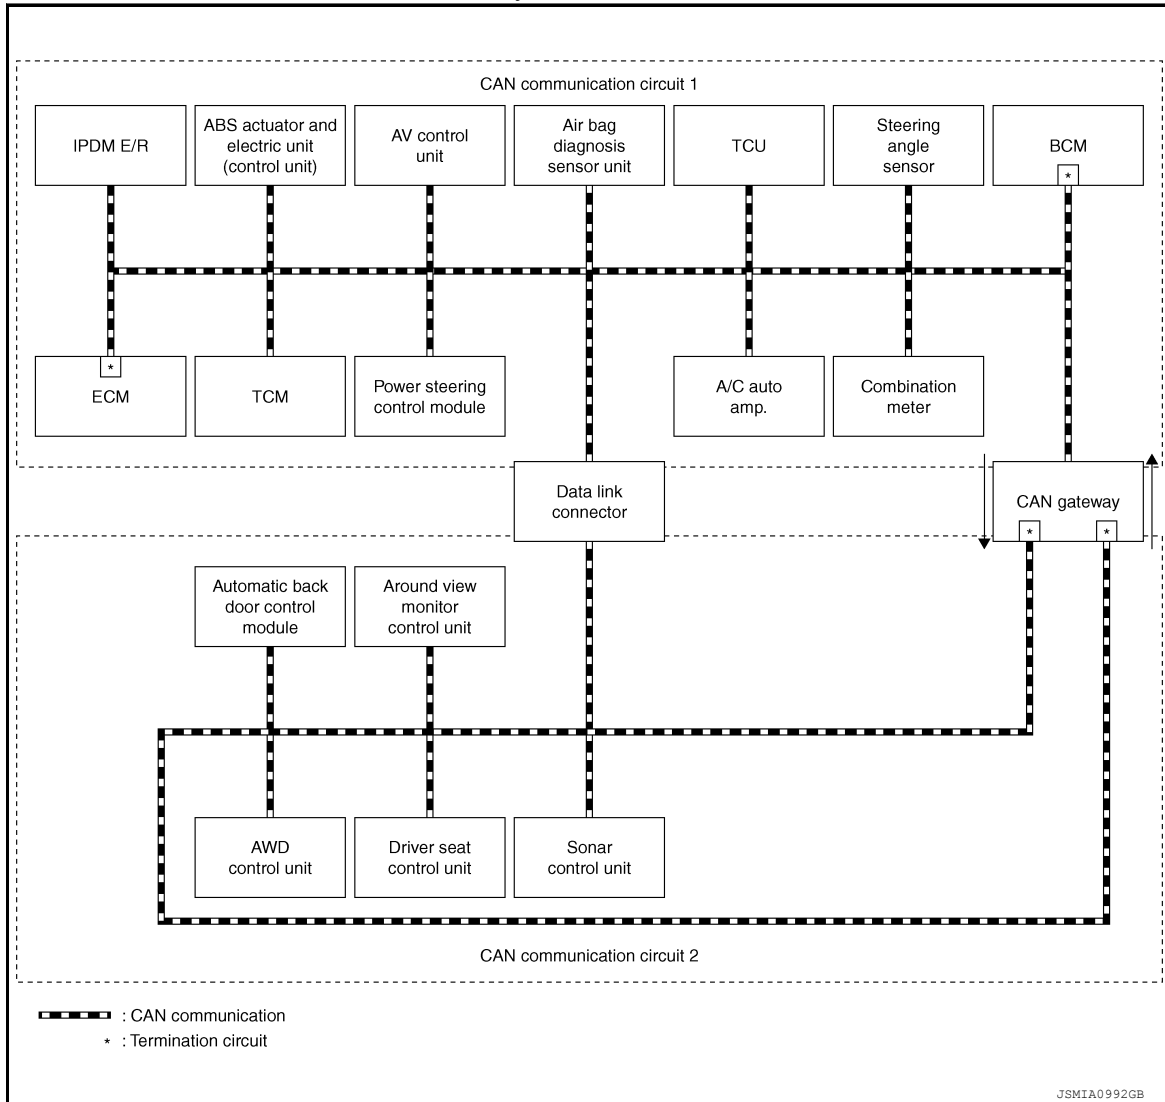 CAN communication circuit 1
IPDM E/R
ABS actuator and
electric unit
(control unit)
AV control
unit
Air bag
diagnosis
sensor unit
TCU
Steering
angle
sensor
BCM
*
*
ECM
TCM
Power steering
control module
A/C auto
amp.
Combination
meter
Data link
connector
CAN gateway
* *
Automatic back
door control
module
Around view
monitor
control unit
AWD
control unit
Driver seat
control unit
Sonar
control unit
CAN communication circuit 2
: CAN communication
* : Termination circuit
JSMIA0992GB